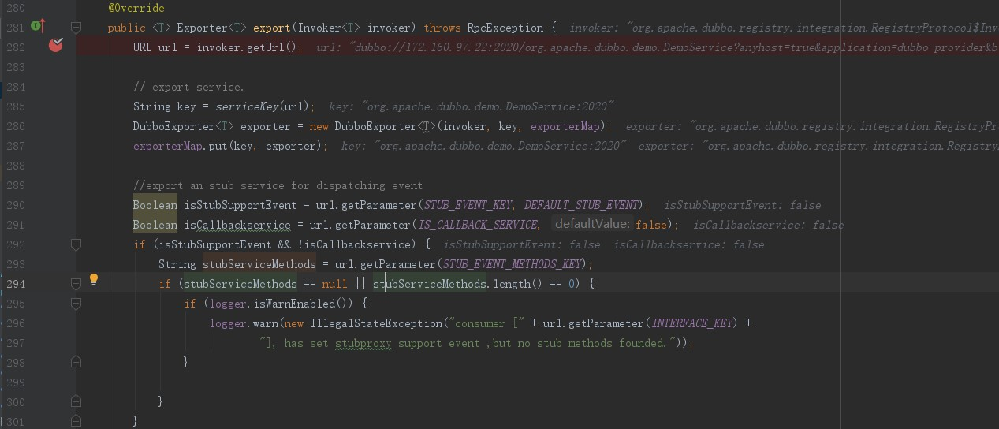 280 @Override
281 public <T> Exporter<T> export(Invoker<T> invoker) throws RpcException { invoker: "org.apache.dubbo.registry.integration.RegistryProtocol$Inv
282 URL url = invoker.getUrl(); url: "dubbo://172.160.97.22:2020/org.apache.dubbo.demo.DemoService?anyhost=true&application=dubbo-provider&b
283
284 // export service.
285 String key = serviceKey(url); key: "org.apache.dubbo.demo.DemoService:2020"
286 DubboExporter<T> exporter = new DubboExporter<T>(invoker, key, exporterMap); exporter: "org.apache.dubbo.registry.integration.RegistryPr
287 exporterMap.put(key, exporter); key: "org.apache.dubbo.demo.DemoService:2020" exporter: "org.apache.dubbo.registry.integration.Registry
288
289 //export an stub service for dispatching event
290 Boolean isStubSupportEvent = url.getParameter(STUB_EVENT_KEY, DEFAULT_STUB_EVENT); isStubSupportEvent: false
291 Boolean isCallbackservice = url.getParameter(IS_CALLBACK_SERVICE, defaultValue: false); isCallbackservice: false
292 if (isStubSupportEvent && !isCallbackservice) { isStubSupportEvent: false isCallbackservice: false
293 String stubServiceMethods = url.getParameter(STUB_EVENT_METHODS_KEY);
294 if (stubServiceMethods == null || stubServiceMethods.length() == 0) {
295 if (logger.isWarnEnabled()) {
296 logger.warn(new IllegalStateException("consumer [" + url.getParameter(INTERFACE_KEY) +
297 "], has set stubproxy support event ,but no stub methods founded."));
298 }
299
300 }
301 }